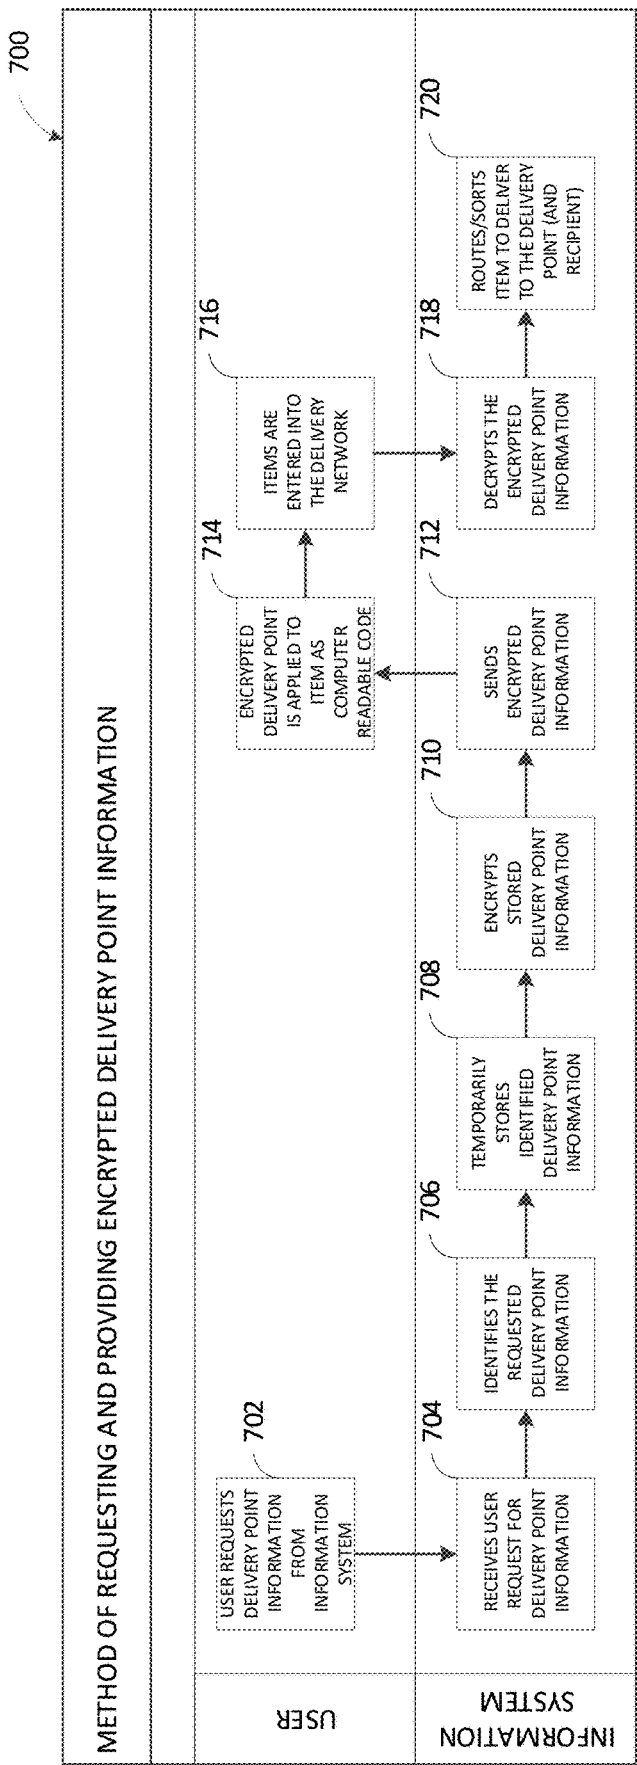 700
METHOD OF REQUESTING AND PROVIDING ENCRYPTED DELIVERY POINT INFORMATION
USER
702
USER REQUESTS
DELIVERY POINT
INFORMATION
FROM
INFORMATION
SYSTEM
714
ENCRYPTED
DELIVERY POINT
IS APPLIED TO
ITEM AS
COMPUTER
READABLE CODE
716
ITEMS ARE
ENTERED INTO
THE DELIVERY
NETWORK
INFORMATION
SYSTEM
704
RECEIVES USER
REQUEST FOR
DELIVERY POINT
INFORMATION
706
IDENTIFIES THE
REQUESTED
DELIVERY POINT
INFORMATION
708
TEMPORARILY
STORES
IDENTIFIED
DELIVERY POINT
INFORMATION
710
ENCRYPTS
STORED
DELIVERY POINT
INFORMATION
712
SENDS
ENCRYPTED
DELIVERY POINT
INFORMATION
718
DECRYPTS THE
ENCRYPTED
DELIVERY POINT
INFORMATION
720
ROUTES/SORTS
ITEM TO DELIVER
TO THE DELIVERY
POINT (AND
RECIPIENT)